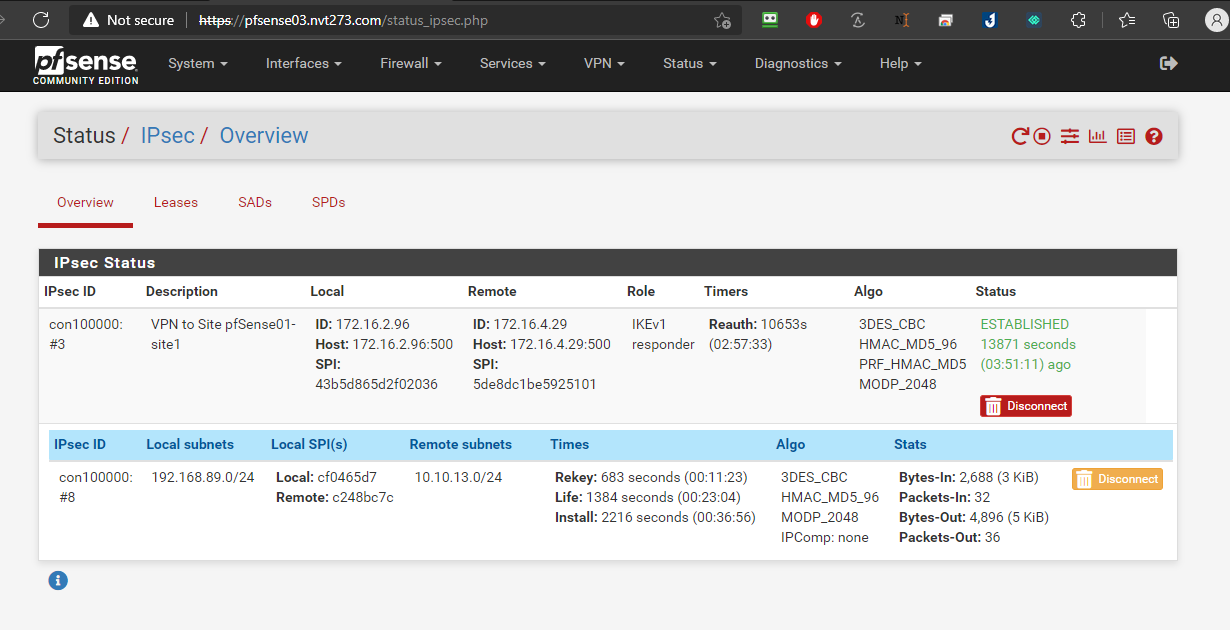 Not secure https://pfsense03.nvt273.com/status_ipsec.php
pfsense
COMMUNITY EDITION
System Interfaces Firewall Services VPN Status Diagnostics Help
Status / IPsec / Overview
Overview Leases SADs SPDs
IPsec Status
IPsec ID Description Local Remote Role Timers Algo Status
con100000: VPN to Site pfSense01- ID: 172.16.2.96 ID: 172.16.4.29 IKEv1 Reauth: 10653s 3DES_CBC ESTABLISHED
#3 site1 Host: 172.16.2.96:500 Host: 172.16.4.29:500 responder (02:57:33) HMAC_MD5_96 13871 seconds
SPI: SPI: PRF_HMAC_MD5 (03:51:11) ago
43b5d865d2f02036 5de8dc1be5925101 MODP_2048
Disconnect
IPsec ID Local subnets Local SPI(s) Remote subnets Times Algo Stats
con100000: 192.168.89.0/24 Local: cf0465d7 10.10.13.0/24 Rekey: 683 seconds (00:11:23) 3DES_CBC Bytes-In: 2,688 (3 KiB) Disconnect
#8 Remote: c248bc7c Life: 1384 seconds (00:23:04) HMAC_MD5_96 Packets-In: 32
Install: 2216 seconds (00:36:56) MODP_2048 Bytes-Out: 4,896 (5 KiB)
IPComp: none Packets-Out: 36